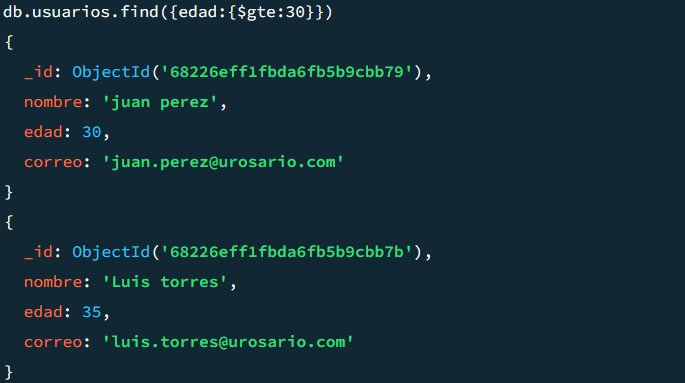 db.usuarios.find({edad:{$gte:30}})
{
_id: ObjectId('68226eff1fbda6fb5b9cbb79'),
nombre: 'juan perez',
edad: 30,
correo: 'juan.perez@urosario.com'
}
{
_id: ObjectId('68226eff1fbda6fb5b9cbb7b'),
nombre: 'Luis torres',
edad: 35,
correo: 'luis.torres@urosario.com'
}